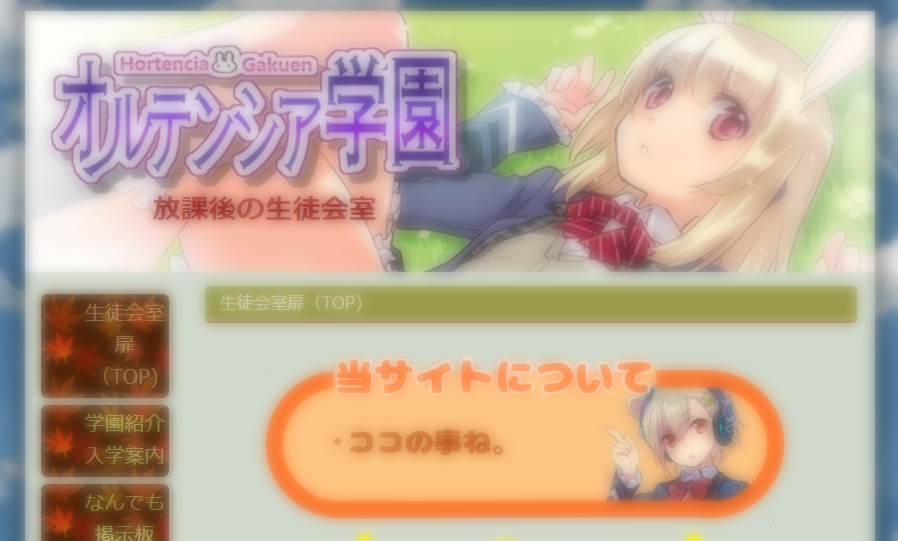 Hortencia Gakuen
オルテンシア学園
放課後の生徒会室
生徒会室扉（TOP）
生徒会室
扉
（TOP）
学園紹介
入学案内
なんでも
掲示板
当サイトについて
・ココの事ね。